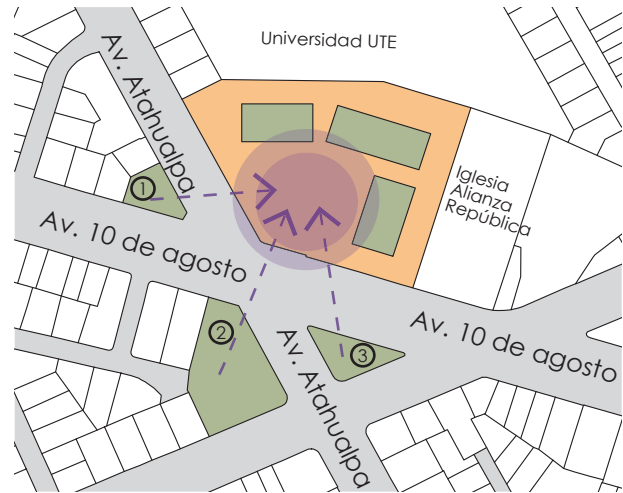 Universidad UTE
Av. Atahualpa
Iglesia
Alianza
República
1
Av. 10 de agosto
2
3
Av. 10 de agosto
Av. Atahualpa